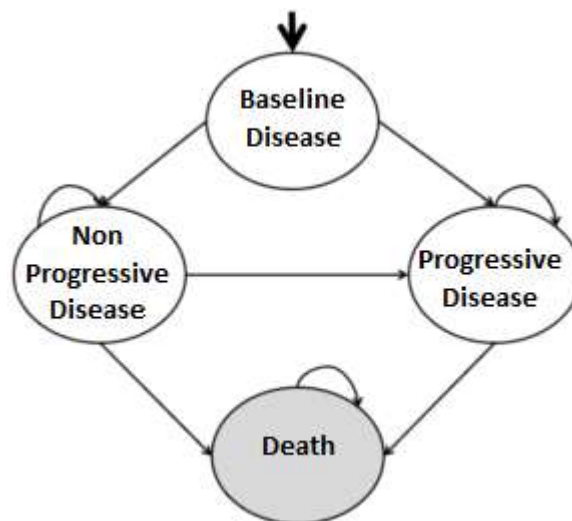 Baseline
Disease
Non
Progressive
Disease
Progressive
Disease
Death